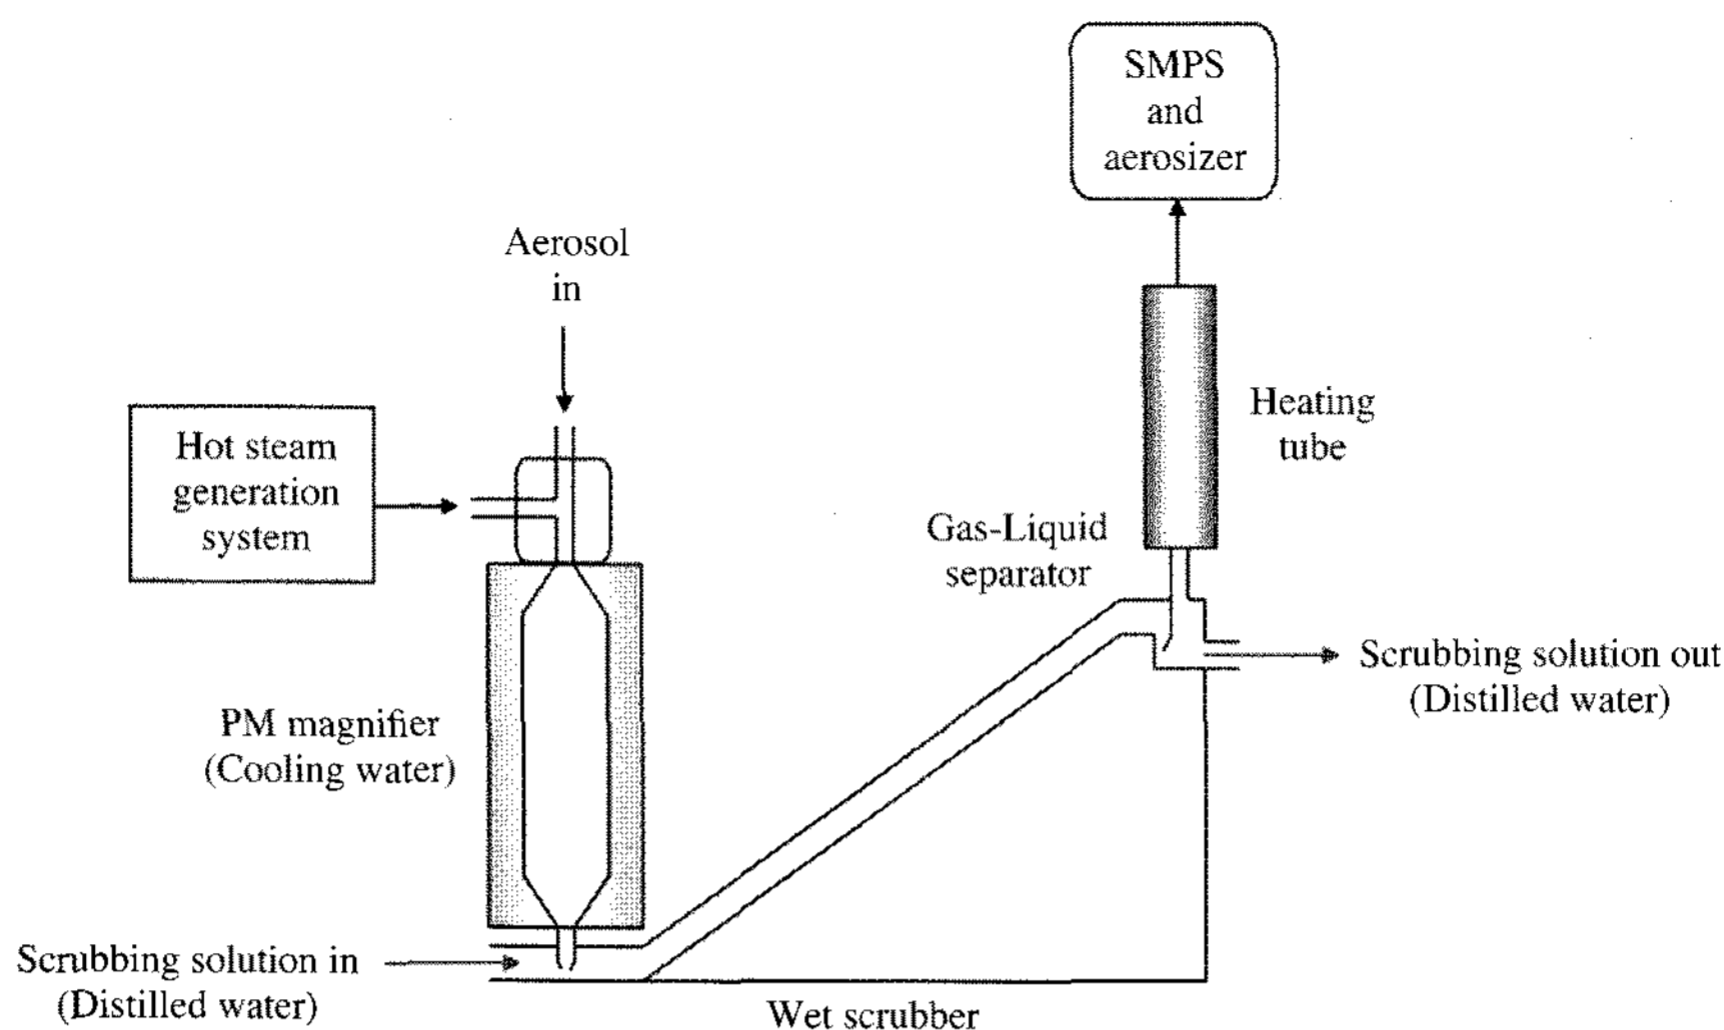 SMPS
and
aerosizer
Aerosol
in
Hot steam
generation
system
Heating
tube
Gas-Liquid
separator
Scrubbing solution out
(Distilled water)
PM magnifier
(Cooling water)
Scrubbing solution in
(Distilled water)
Wet scrubber